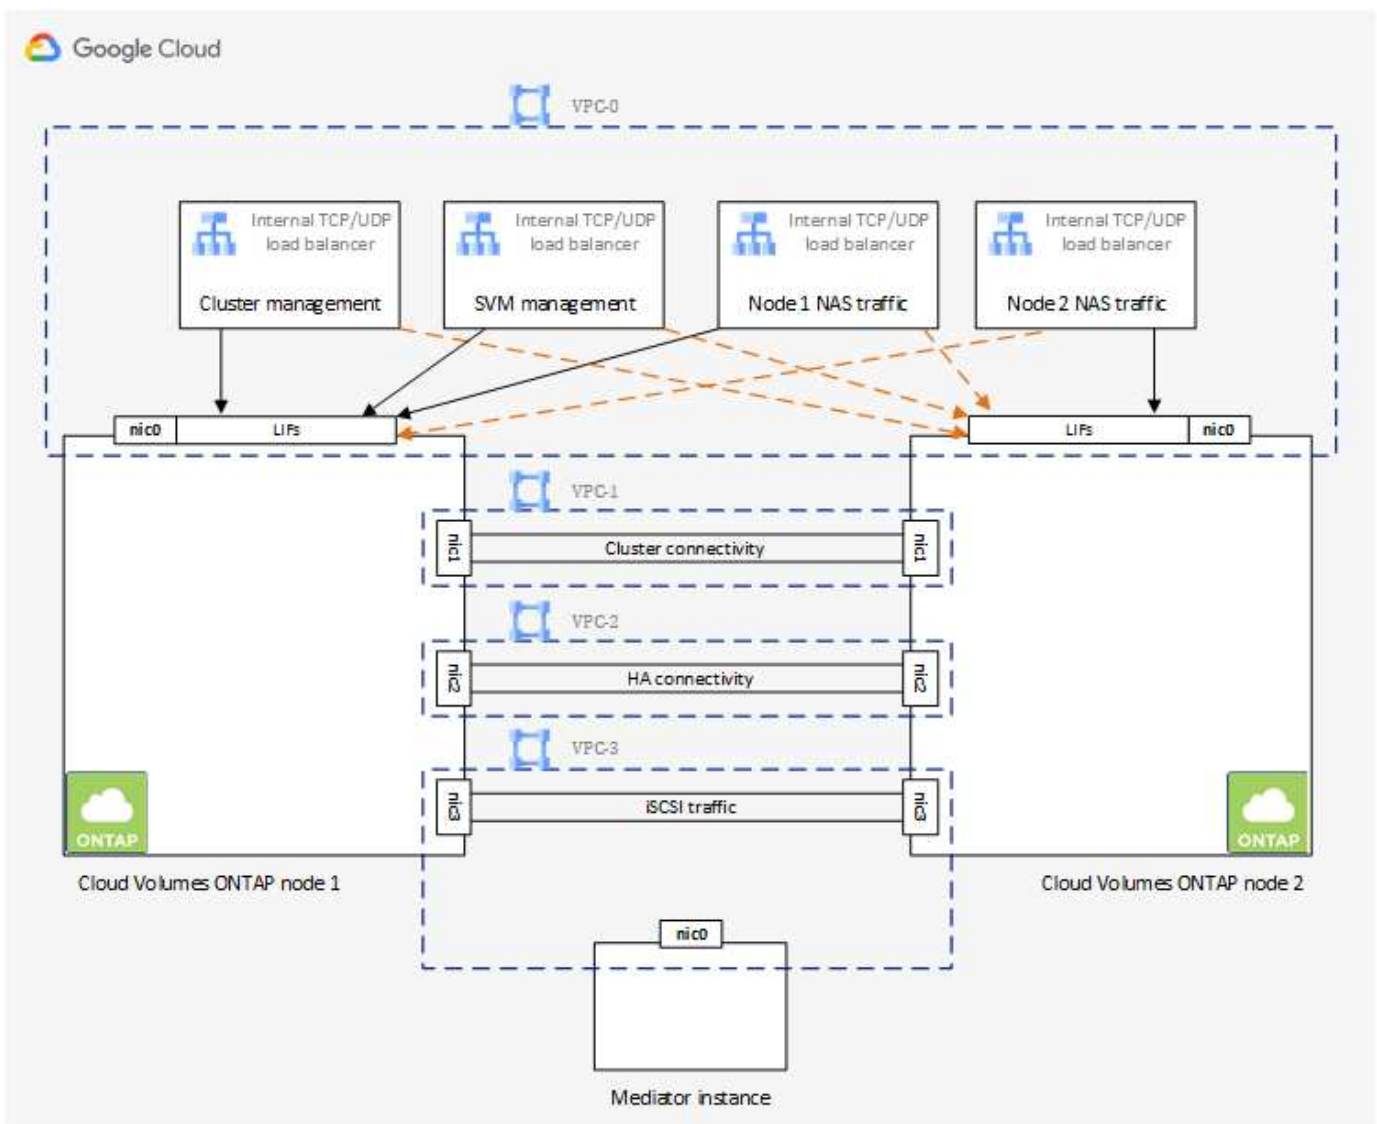 Google Cloud
VPC-0
Internal TCP/UDP
load balancer
Cluster management
Internal TCP/UDP
load balancer
SVM management
Internal TCP/UDP
load balancer
Node 1 NAS traffic
Internal TCP/UDP
load balancer
Node 2 NAS traffic
nic0
LIFs
LIFs
nic0
VPC-1
nic1
Cluster connectivity
nic1
VPC-2
nic2
HA connectivity
nic2
VPC-3
nic3
iSCSI traffic
nic3
ONTAP
ONTAP
Cloud Volumes ONTAP node 1
Cloud Volumes ONTAP node 2
nic0
Mediator instance